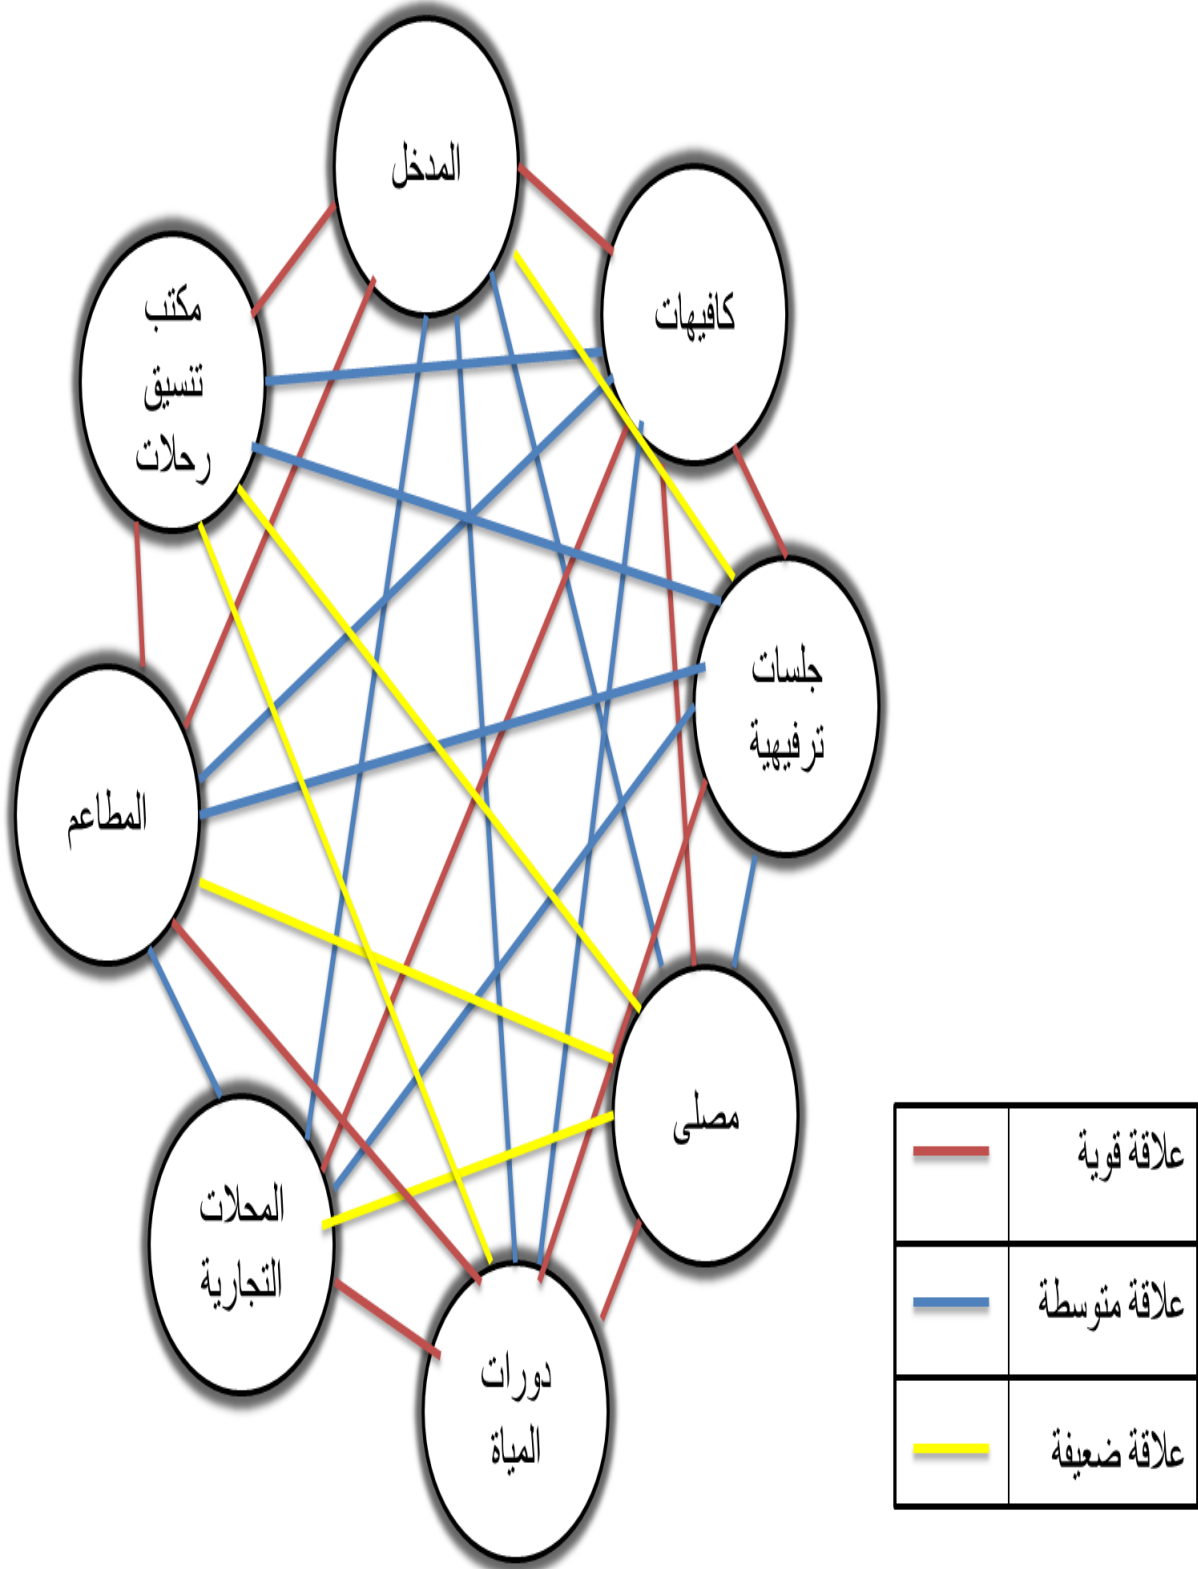 المدخل
كافيهات
مكتب
تنسيق
رحلات
جلسات
ترفيهية
المطاعم
مصلى
المحلات
التجارية
دورات
المياة
علاقة قوية
علاقة متوسطة
علاقة ضعيفة